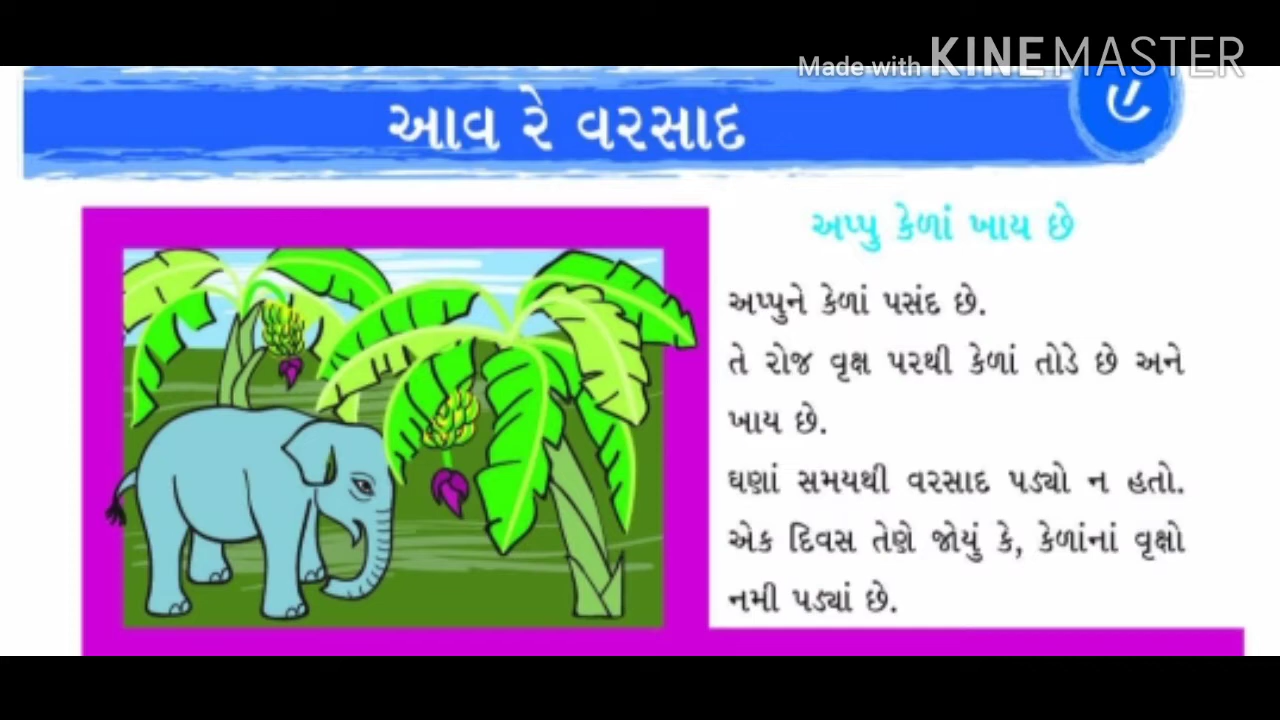 Made with KINEMASTER
આવ રે વરસાદ
૯
અપ્પુ કેળાં ખાય છે
અપ્પુને કેળાં પસંદ છે.
તે રોજ વૃક્ષ પરથી કેળાં તોડે છે અને
ખાય છે.
ઘણાં સમયથી વરસાદ પડ્યો ન હતો.
એક દિવસ તેણે જોયું કે, કેળાંનાં વૃક્ષો
નમી પડ્યાં છે.